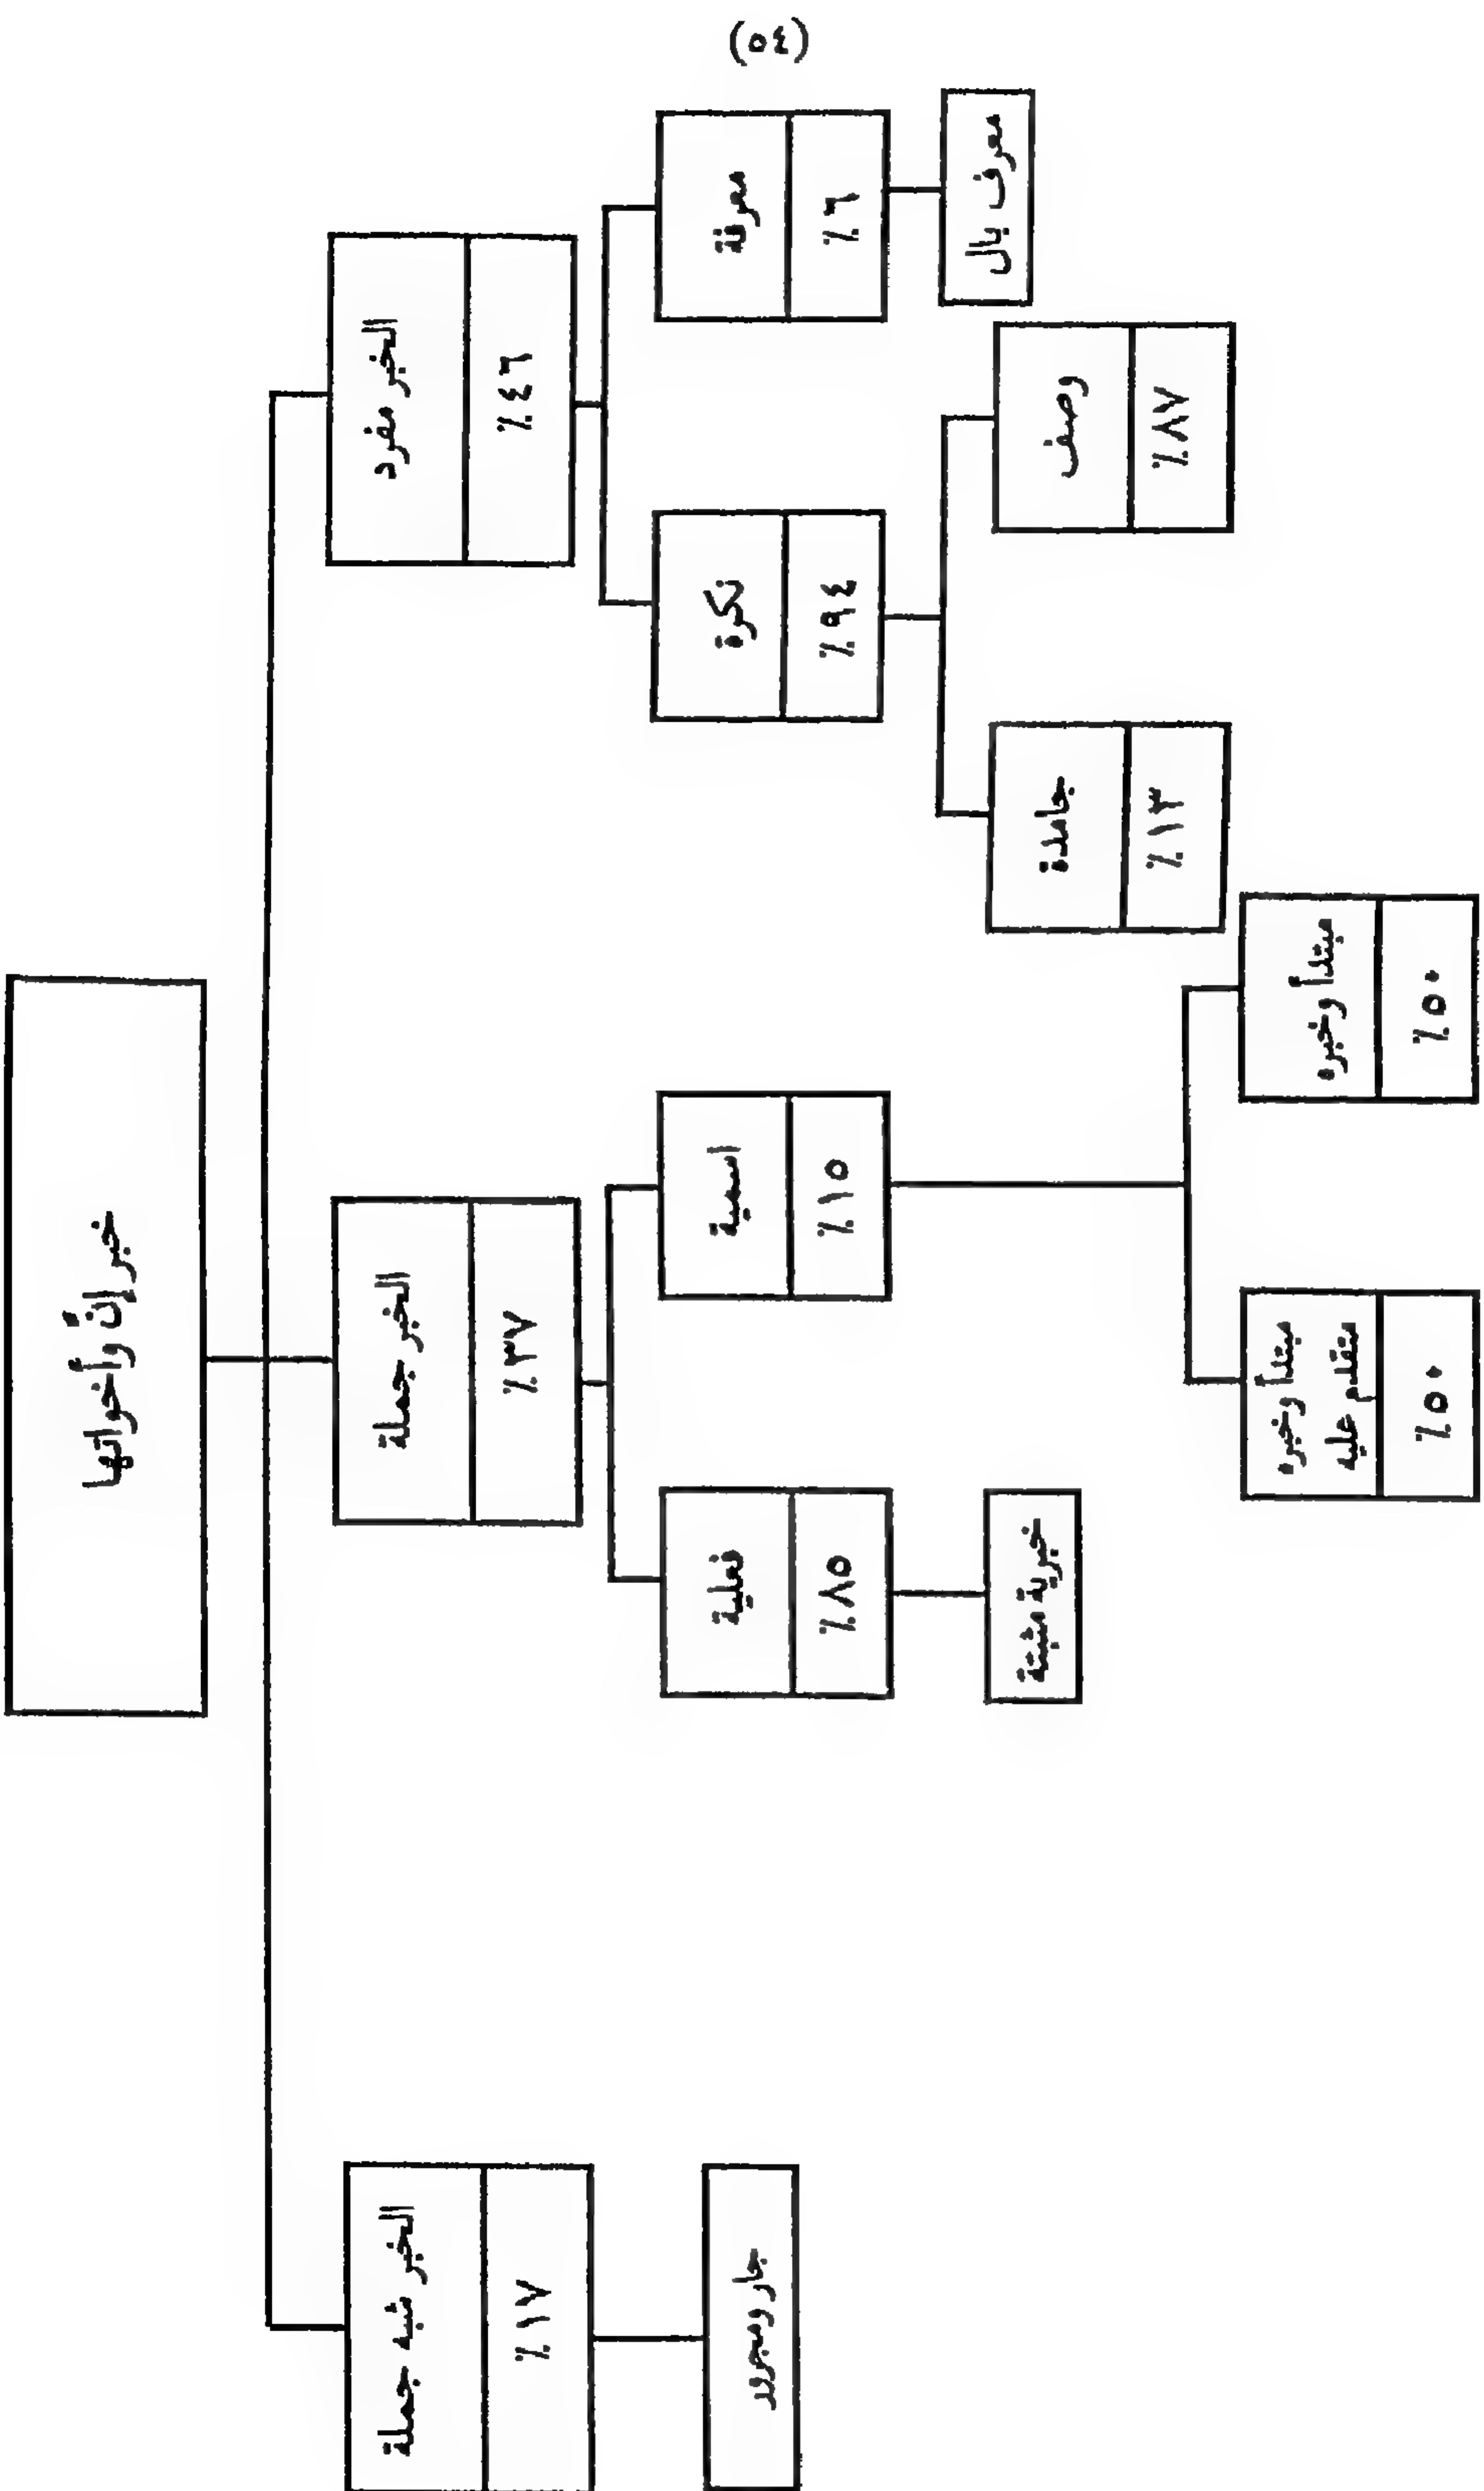 (٥٤)
خبر إنّ وأخواتها
الخبر مفرد
٪٤٦
الخبر جملة
٪٣٧
الخبر شبه جملة
٪١٧
معرفة
٪٦
نكرة
٪٩٤
اسمية
٪١٥
فعلية
٪٨٥
جار ومجرور
معرف بال
وصف
٪٨٧
جامدة
٪١٣
خبرية مثبتة
مبتدأ وخبره
٪٥٠
مبتدأ وخبره
متقدم عليه
٪٥٠